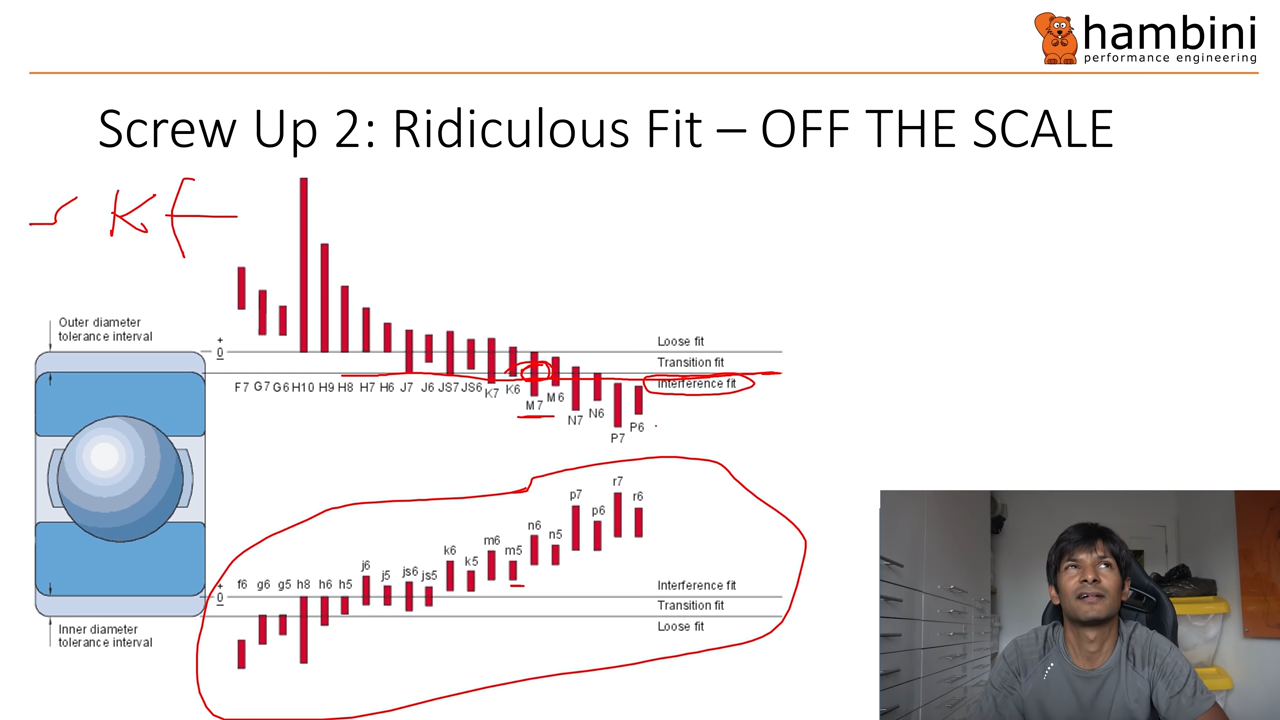 hambini
performance engineering
Screw Up 2: Ridiculous Fit – OFF THE SCALE
K
Outer diameter
tolerance interval
+
0
-
Loose fit
Transition fit
Interference fit
F7 G7 G6 H10 H9 H8 H7 H6 J7 J6 JS7 JS6 K7 K6 M7 M6 N7 N6 P7 P6
f6 g6 g5 h8 h6 h5 j6 j5 js6 js5 k6 k5 m6 m5 n6 n5 p7 p6 r7 r6
+
0
-
Interference fit
Transition fit
Loose fit
Inner diameter
tolerance interval